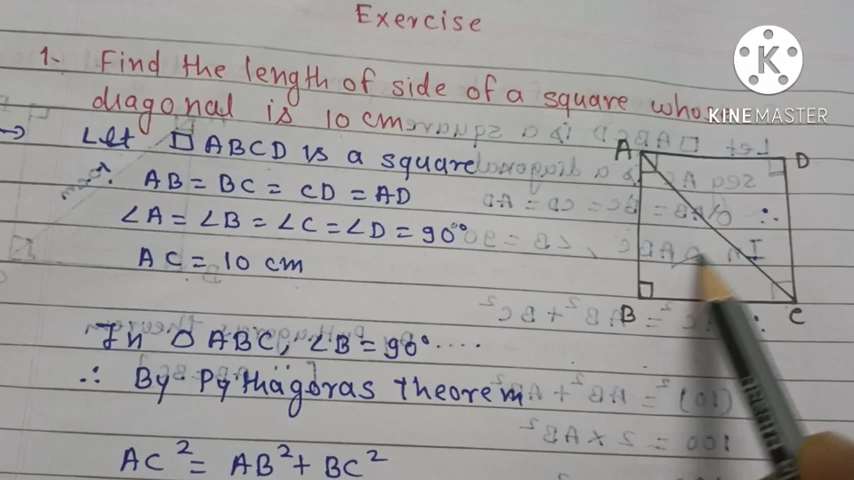 Exercise
1. Find the length of side of a square whose
diagonal is 10 cm
→ Let □ABCD is a square
∴ AB = BC = CD = AD
∠A = ∠B = ∠C = ∠D = 90°
AC = 10 cm
In △ABC, ∠B = 90° ....
∴ By Pythagoras theorem
AC² = AB² + BC²
A D
B C
K
KINEMASTER